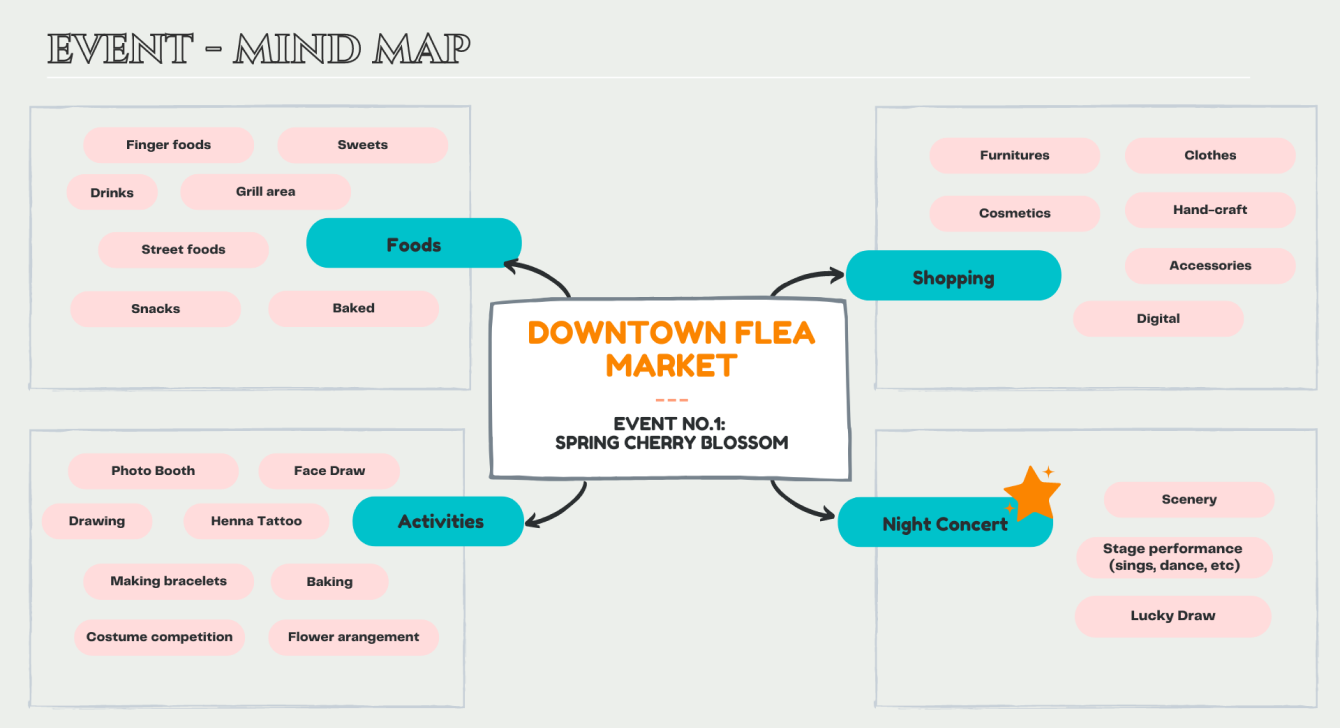 EVENT - MIND MAP
Finger foods
Sweets
Drinks
Grill area
Street foods
Foods
Snacks
Baked
Furnitures
Clothes
Cosmetics
Hand-craft
Accessories
Shopping
Digital
DOWNTOWN FLEA
MARKET
---
EVENT NO.1:
SPRING CHERRY BLOSSOM
Photo Booth
Face Draw
Drawing
Henna Tattoo
Activities
Making bracelets
Baking
Costume competition
Flower arangement
Night Concert
Scenery
Stage performance
(sings, dance, etc)
Lucky Draw